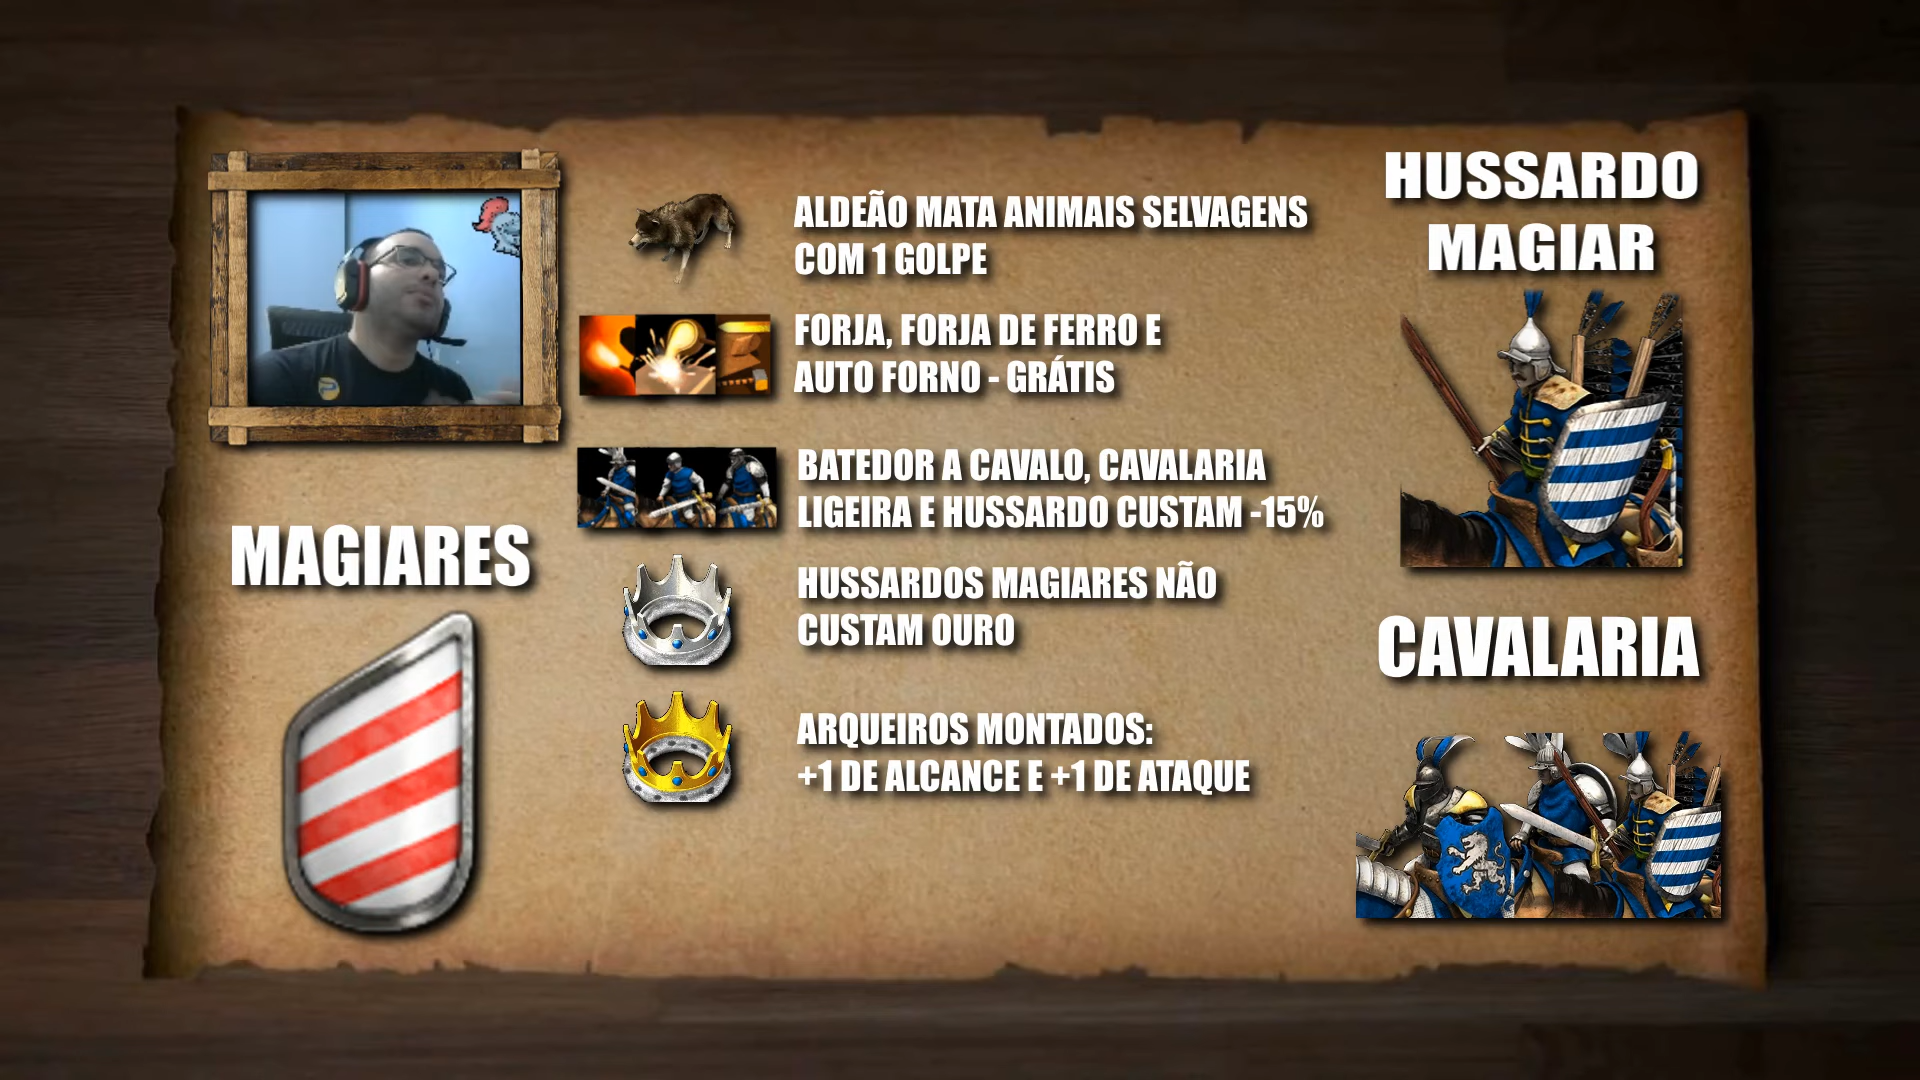 MAGIARES
ALDEÃO MATA ANIMAIS SELVAGENS
COM 1 GOLPE
FORJA, FORJA DE FERRO E
AUTO FORNO - GRÁTIS
BATEDOR A CAVALO, CAVALARIA
LIGEIRA E HUSSARDO CUSTAM -15%
HUSSARDOS MAGIARES NÃO
CUSTAM OURO
ARQUEIROS MONTADOS:
+1 DE ALCANCE E +1 DE ATAQUE
HUSSARDO
MAGIAR
CAVALARIA